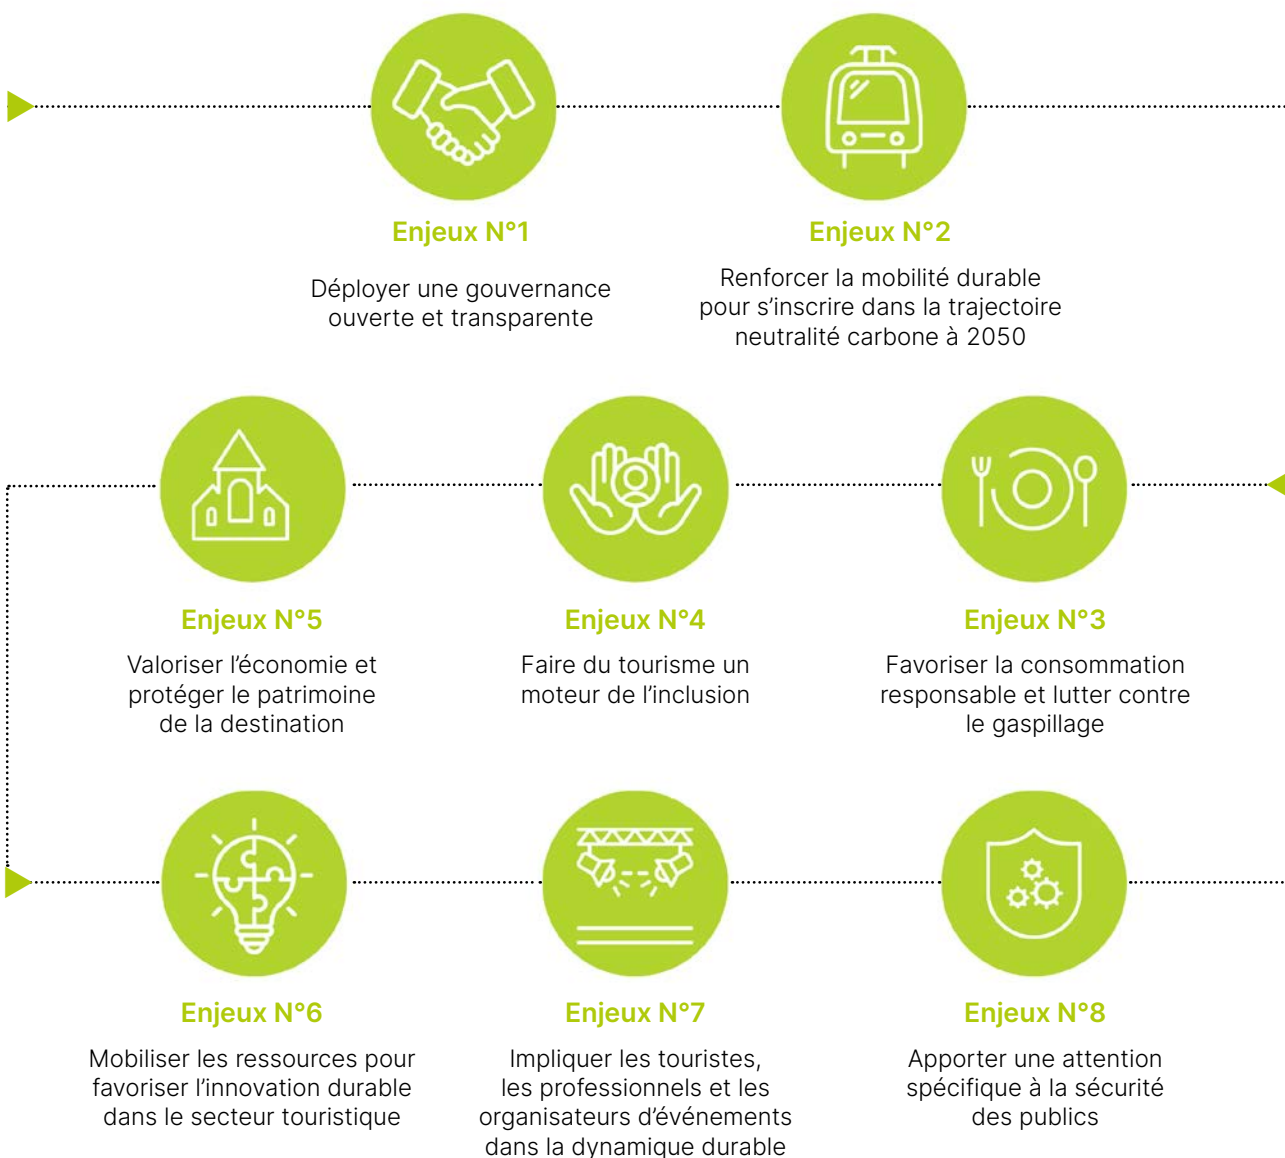 Enjeux N°1
Déployer une gouvernance
ouverte et transparente
Enjeux N°2
Renforcer la mobilité durable
pour s’inscrire dans la trajectoire
neutralité carbone à 2050
Enjeux N°5
Valoriser l’économie et
protéger le patrimoine
de la destination
Enjeux N°4
Faire du tourisme un
moteur de l’inclusion
Enjeux N°3
Favoriser la consommation
responsable et lutter contre
le gaspillage
Enjeux N°6
Mobiliser les ressources pour
favoriser l’innovation durable
dans le secteur touristique
Enjeux N°7
Impliquer les touristes,
les professionnels et les
organisateurs d’événements
dans la dynamique durable
Enjeux N°8
Apporter une attention
spécifique à la sécurité
des publics